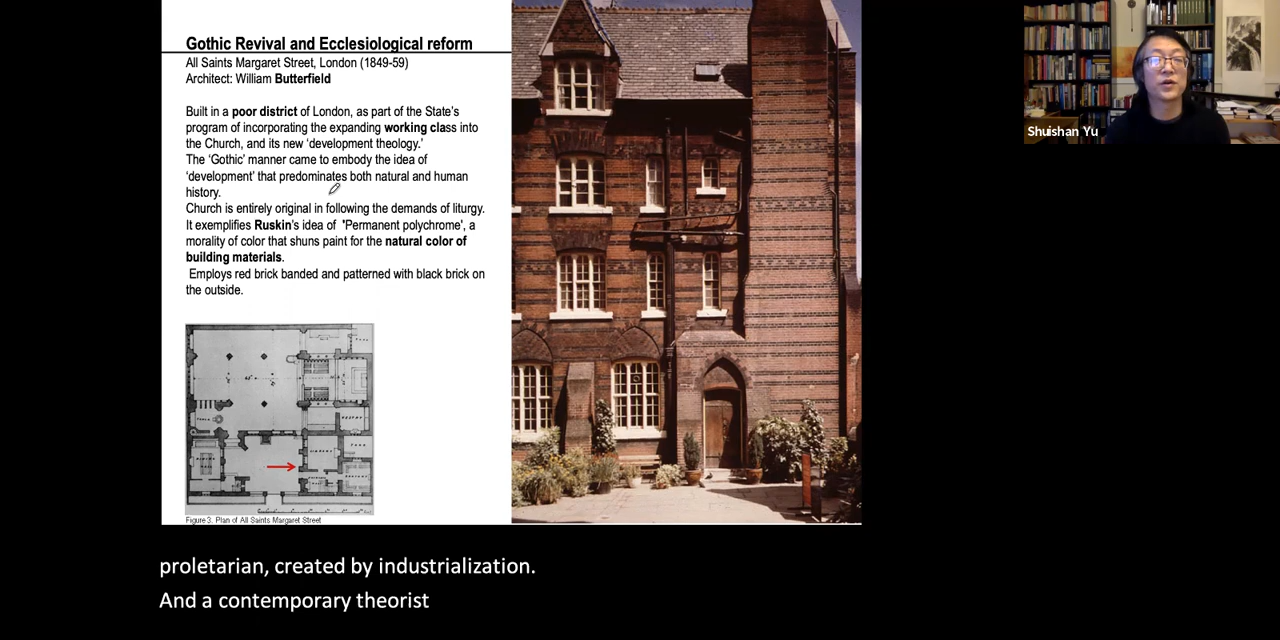 Gothic Revival and Ecclesiological reform
All Saints Margaret Street, London (1849-59)
Architect: William Butterfield
Built in a poor district of London, as part of the State's
program of incorporating the expanding working class into
the Church, and its new 'development theology.'
The 'Gothic' manner came to embody the idea of
'development' that predominates both natural and human
history.
Church is entirely original in following the demands of liturgy.
It exemplifies Ruskin's idea of "Permanent polychrome', a
morality of color that shuns paint for the natural color of
building materials.
Employs red brick banded and patterned with black brick on
the outside.
Figure 3. Plan of All Saints Margaret Street
Shuishan Yu
proletarian, created by industrialization.
And a contemporary theorist